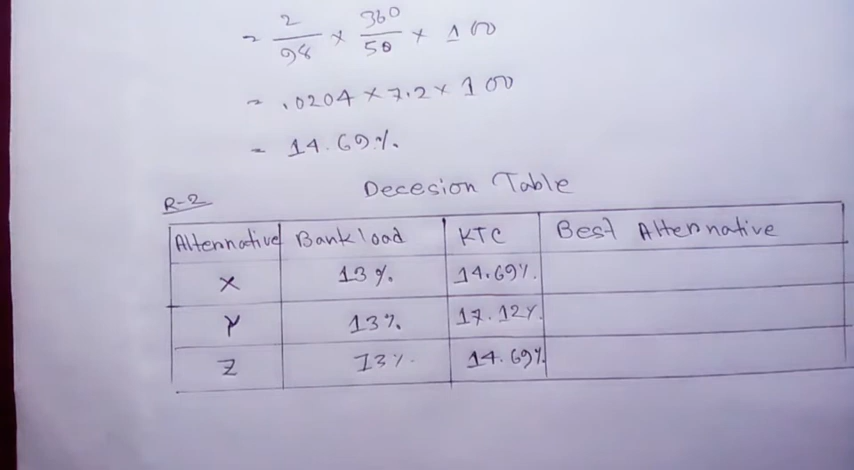 = 2/98 × 360/50 × 100
= .0204 × 7.2 × 100
= 14.69%.
R-2 Decesion Table
Alternative Bank load KTC Best Alternative
X 13%. 14.69%.
Y 13%. 17.12%.
Z 13%. 14.69%.